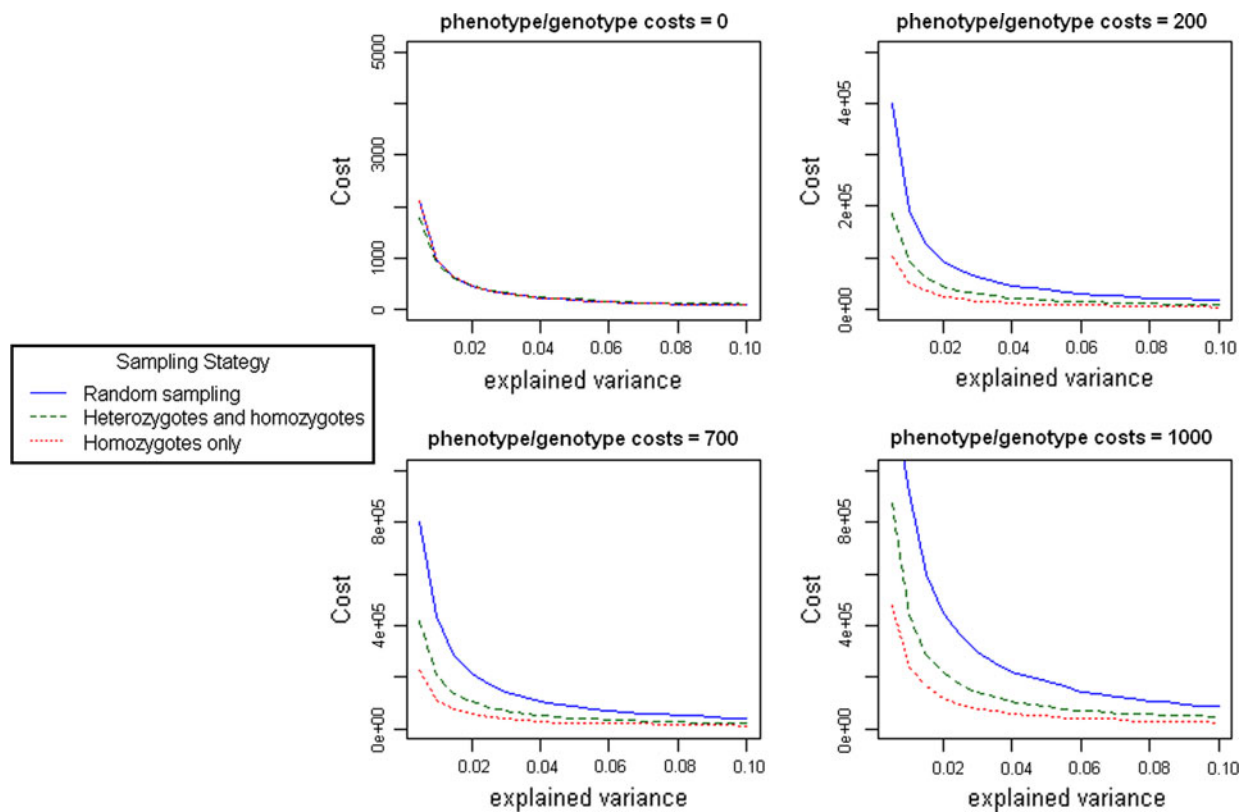 phenotype/genotype costs = 0
5000
3000
1000
0
Cost
0.02 0.04 0.06 0.08 0.10
explained variance
phenotype/genotype costs = 200
4e+05
2e+05
0e+00
Cost
0.02 0.04 0.06 0.08 0.10
explained variance
Sampling Stategy
Random sampling
Heterozygotes and homozygotes
Homozygotes only
phenotype/genotype costs = 700
8e+05
4e+05
0e+00
Cost
0.02 0.04 0.06 0.08 0.10
explained variance
phenotype/genotype costs = 1000
8e+05
4e+05
0e+00
Cost
0.02 0.04 0.06 0.08 0.10
explained variance